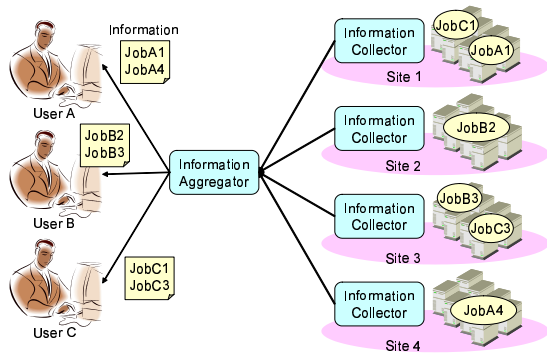 Information
JobA1
JobA4
User A
JobB2
JobB3
User B
JobC1
JobC3
User C
Information
Aggregator
Information
Collector
JobC1
JobA1
Site 1
Information
Collector
JobB2
Site 2
Information
Collector
JobB3
JobC3
Site 3
Information
Collector
JobA4
Site 4